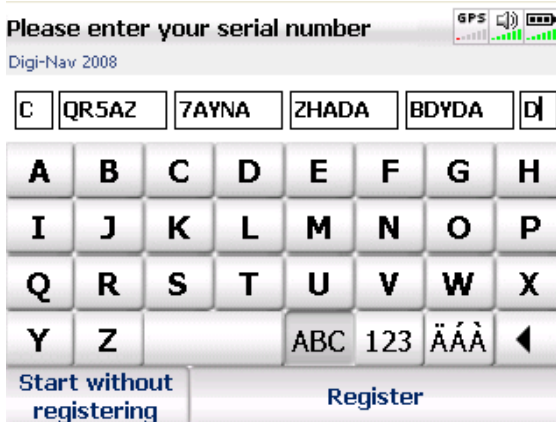 Please enter your serial number GPS
Digi-Nav 2008
C QR5AZ 7AYNA ZHADA BDYDA D
A B C D E F G H
I J K L M N O P
Q R S T U V W X
Y Z ABC 123 ÄÁÀ
Start without
registering
Register